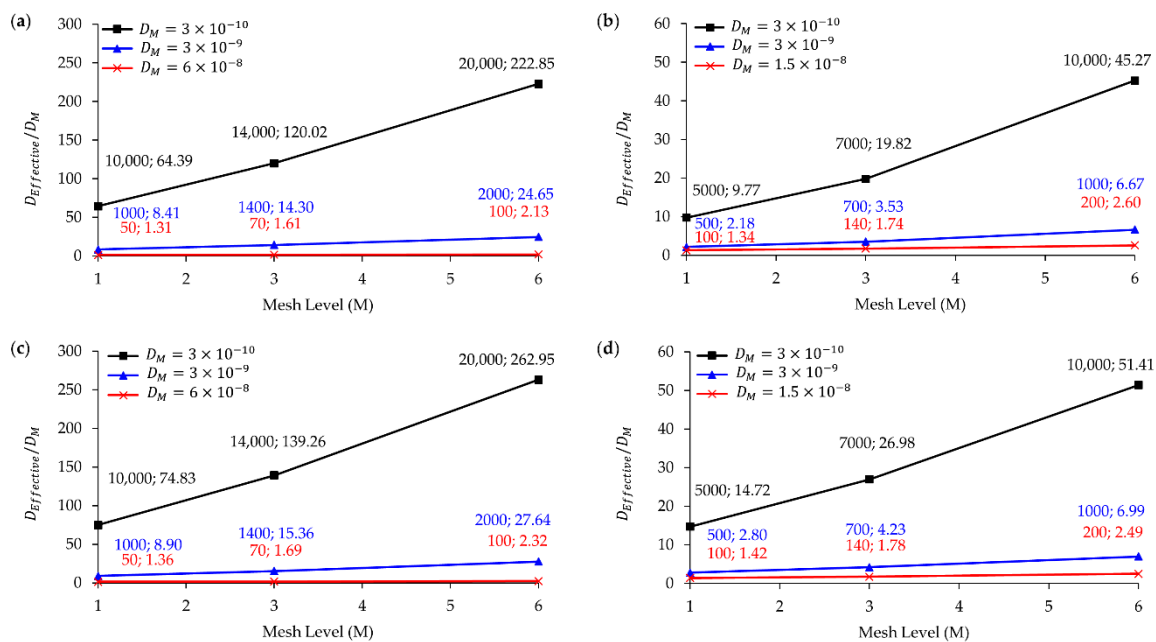 (a)
300
250
200
150
100
50
0
D_Effective/D_M
D_M = 3 × 10⁻¹⁰
D_M = 3 × 10⁻⁹
D_M = 6 × 10⁻⁸
10,000; 64.39
14,000; 120.02
20,000; 222.85
1000; 8.41
1400; 14.30
2000; 24.65
50; 1.31
70; 1.61
100; 2.13
1 2 3 4 5 6
Mesh Level (M)
(b)
60
50
40
30
20
10
0
D_Effective/D_M
D_M = 3 × 10⁻¹⁰
D_M = 3 × 10⁻⁹
D_M = 1.5 × 10⁻⁸
5000; 9.77
7000; 19.82
10,000; 45.27
500; 2.18
700; 3.53
1000; 6.67
100; 1.34
140; 1.74
200; 2.60
1 2 3 4 5 6
Mesh Level (M)
(c)
300
250
200
150
100
50
0
D_Effective/D_M
D_M = 3 × 10⁻¹⁰
D_M = 3 × 10⁻⁹
D_M = 6 × 10⁻⁸
10,000; 74.83
14,000; 139.26
20,000; 262.95
1000; 8.90
1400; 15.36
2000; 27.64
50; 1.36
70; 1.69
100; 2.32
1 2 3 4 5 6
Mesh Level (M)
(d)
60
50
40
30
20
10
0
D_Effective/D_M
D_M = 3 × 10⁻¹⁰
D_M = 3 × 10⁻⁹
D_M = 1.5 × 10⁻⁸
5000; 14.72
7000; 26.98
10,000; 51.41
500; 2.80
700; 4.23
1000; 6.99
100; 1.42
140; 1.78
200; 2.49
1 2 3 4 5 6
Mesh Level (M)